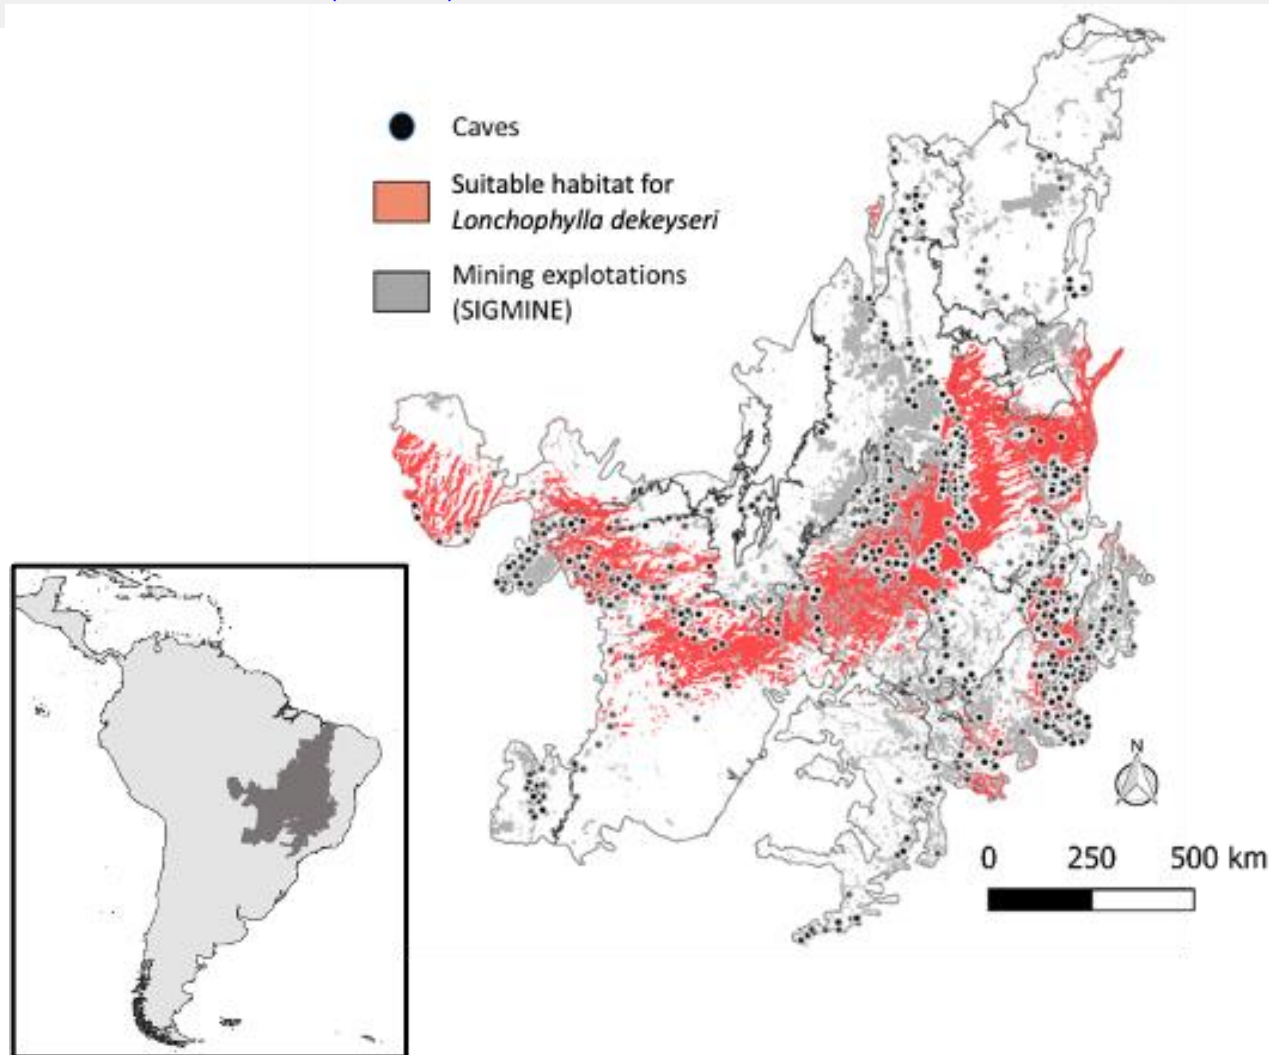 Caves
Suitable habitat for
Lonchophylla dekeyseri
Mining explotations
(SIGMINE)
N
0 250 500 km